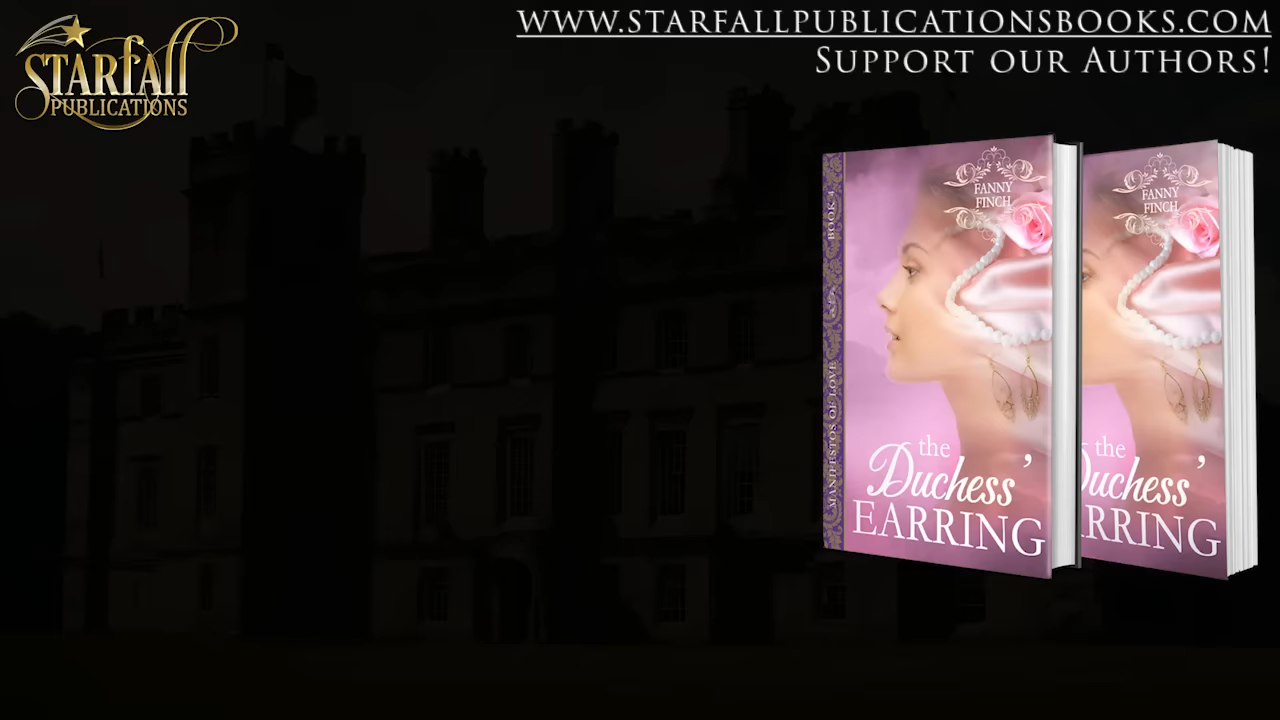 STARfall
PUBLICATIONS
WWW.STARFALLPUBLICATIONSBOOKS.COM
SUPPORT OUR AUTHORS!
FANNY
FINCH
MANIFESTOS OF LOVE
BOOK 4
the
Duchess'
EARRING
FANNY
FINCH
the
Duchess'
RRING